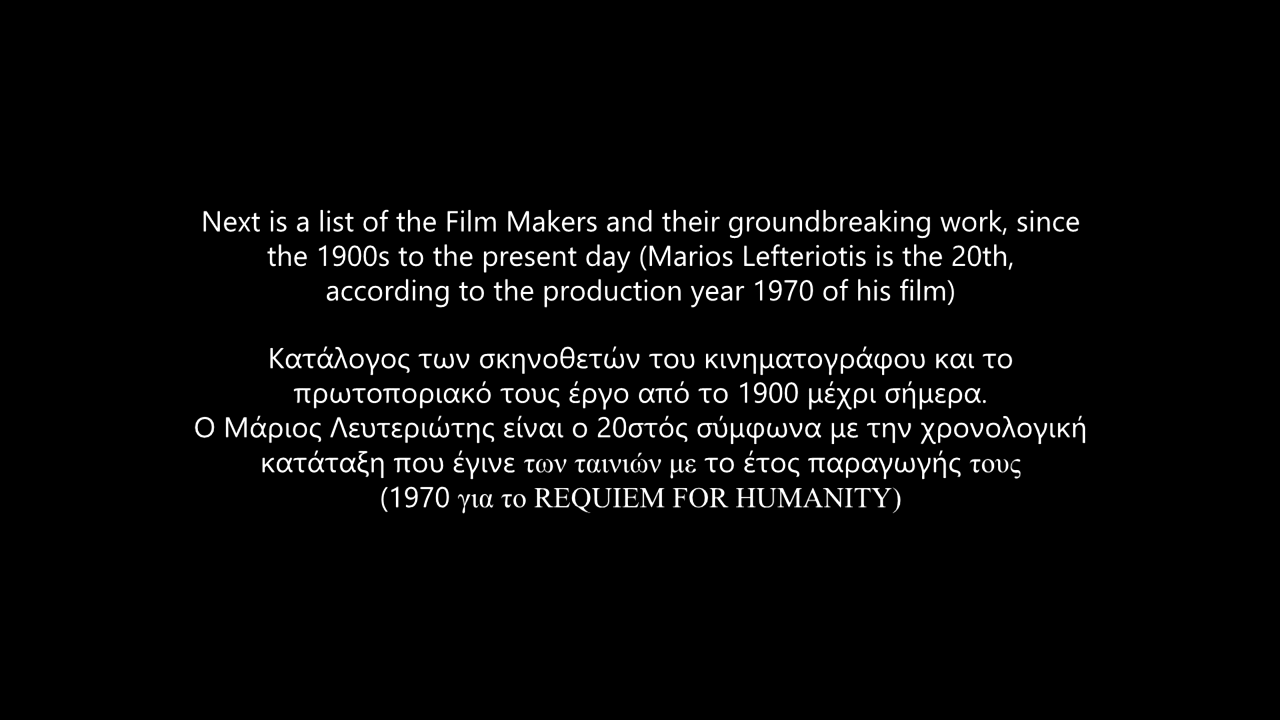 Next is a list of the Film Makers and their groundbreaking work, since
the 1900s to the present day (Marios Lefteriotis is the 20th,
according to the production year 1970 of his film)
Κατάλογος των σκηνοθετών του κινηματογράφου και το
πρωτοποριακό τους έργο από το 1900 μέχρι σήμερα.
Ο Μάριος Λευτεριώτης είναι ο 20στός σύμφωνα με την χρονολογική
κατάταξη που έγινε των ταινιών με το έτος παραγωγής τους
(1970 για το REQUIEM FOR HUMANITY)